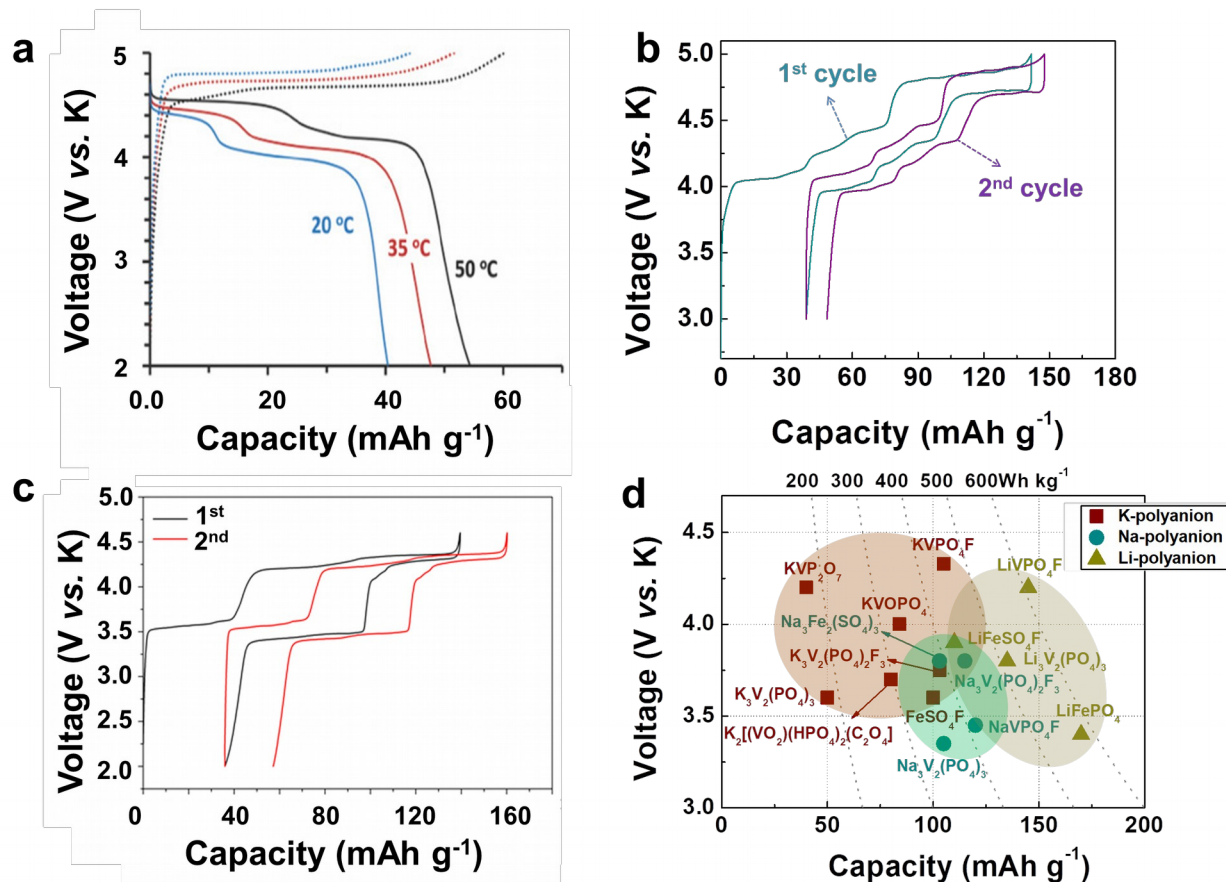 a
5
4
3
2
Voltage (V vs. K)
20 ºC
35 ºC
50 ºC
0.0
20
40
60
Capacity (mAh g⁻¹)
b
5.0
4.5
4.0
3.5
3.0
Voltage (V vs. K)
1ˢᵗ cycle
2ⁿᵈ cycle
0
30
60
90
120
150
180
Capacity (mAh g⁻¹)
c
5.0
4.5
4.0
3.5
3.0
2.5
2.0
Voltage (V vs. K)
1ˢᵗ
2ⁿᵈ
0
40
80
120
160
Capacity (mAh g⁻¹)
d
200 300 400 500 600Wh kg⁻¹
K-polyanion
Na-polyanion
Li-polyanion
4.5
4.0
3.5
3.0
Voltage (V vs. K)
KVPO₄F
KVP₂O₇
LiVPO₄F
KVOPO₄
Na₃Fe₂(SO₄)₃
LiFeSO₄F
K₃V₂(PO₄)₂F₃
Li₃V₂(PO₄)₃
Na₃V₂(PO₄)₂F₃
K₃V₂(PO₄)₃
FeSO₄F
NaVPO₄F
LiFePO₄
K₂[(VO₂)(HPO₄)₂(C₂O₄]
Na₃V₂(PO₄)₃
0
50
100
150
200
Capacity (mAh g⁻¹)